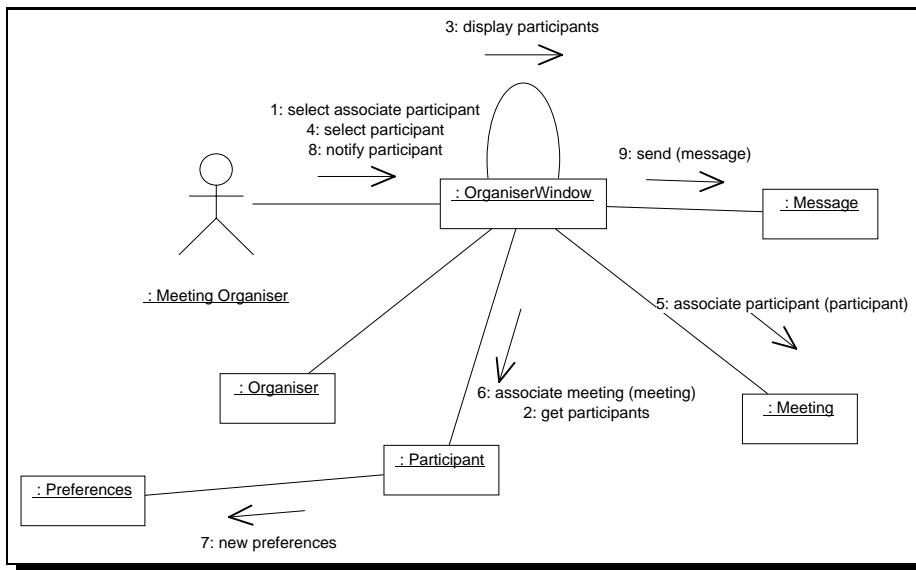 3: display participants
1: select associate participant
4: select participant
8: notify participant
9: send (message)
: OrganiserWindow
: Message
: Meeting Organiser
5: associate participant (participant)
: Organiser
6: associate meeting (meeting)
2: get participants
: Meeting
: Participant
: Preferences
7: new preferences